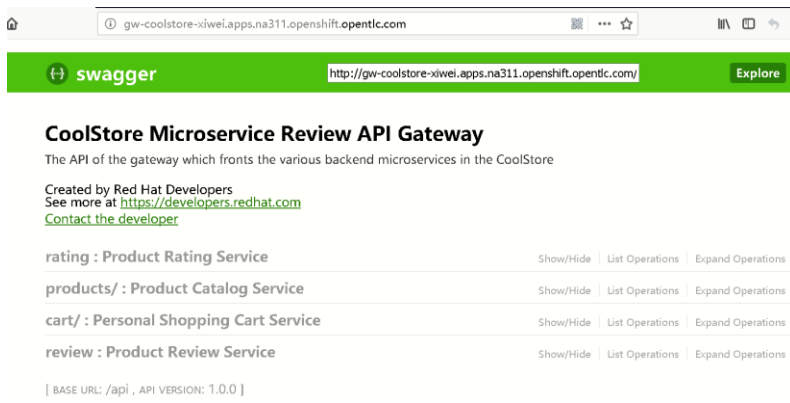 gw-coolstore-xiwei.apps.na311.openshift.opentlc.com
swagger http://gw-coolstore-xiwei.apps.na311.openshift.opentlc.com/ Explore
CoolStore Microservice Review API Gateway
The API of the gateway which fronts the various backend microservices in the CoolStore
Created by Red Hat Developers
See more at https://developers.redhat.com
Contact the developer
rating : Product Rating Service Show/Hide List Operations Expand Operations
products/ : Product Catalog Service Show/Hide List Operations Expand Operations
cart/ : Personal Shopping Cart Service Show/Hide List Operations Expand Operations
review : Product Review Service Show/Hide List Operations Expand Operations
[ BASE URL: /api , API VERSION: 1.0.0 ]